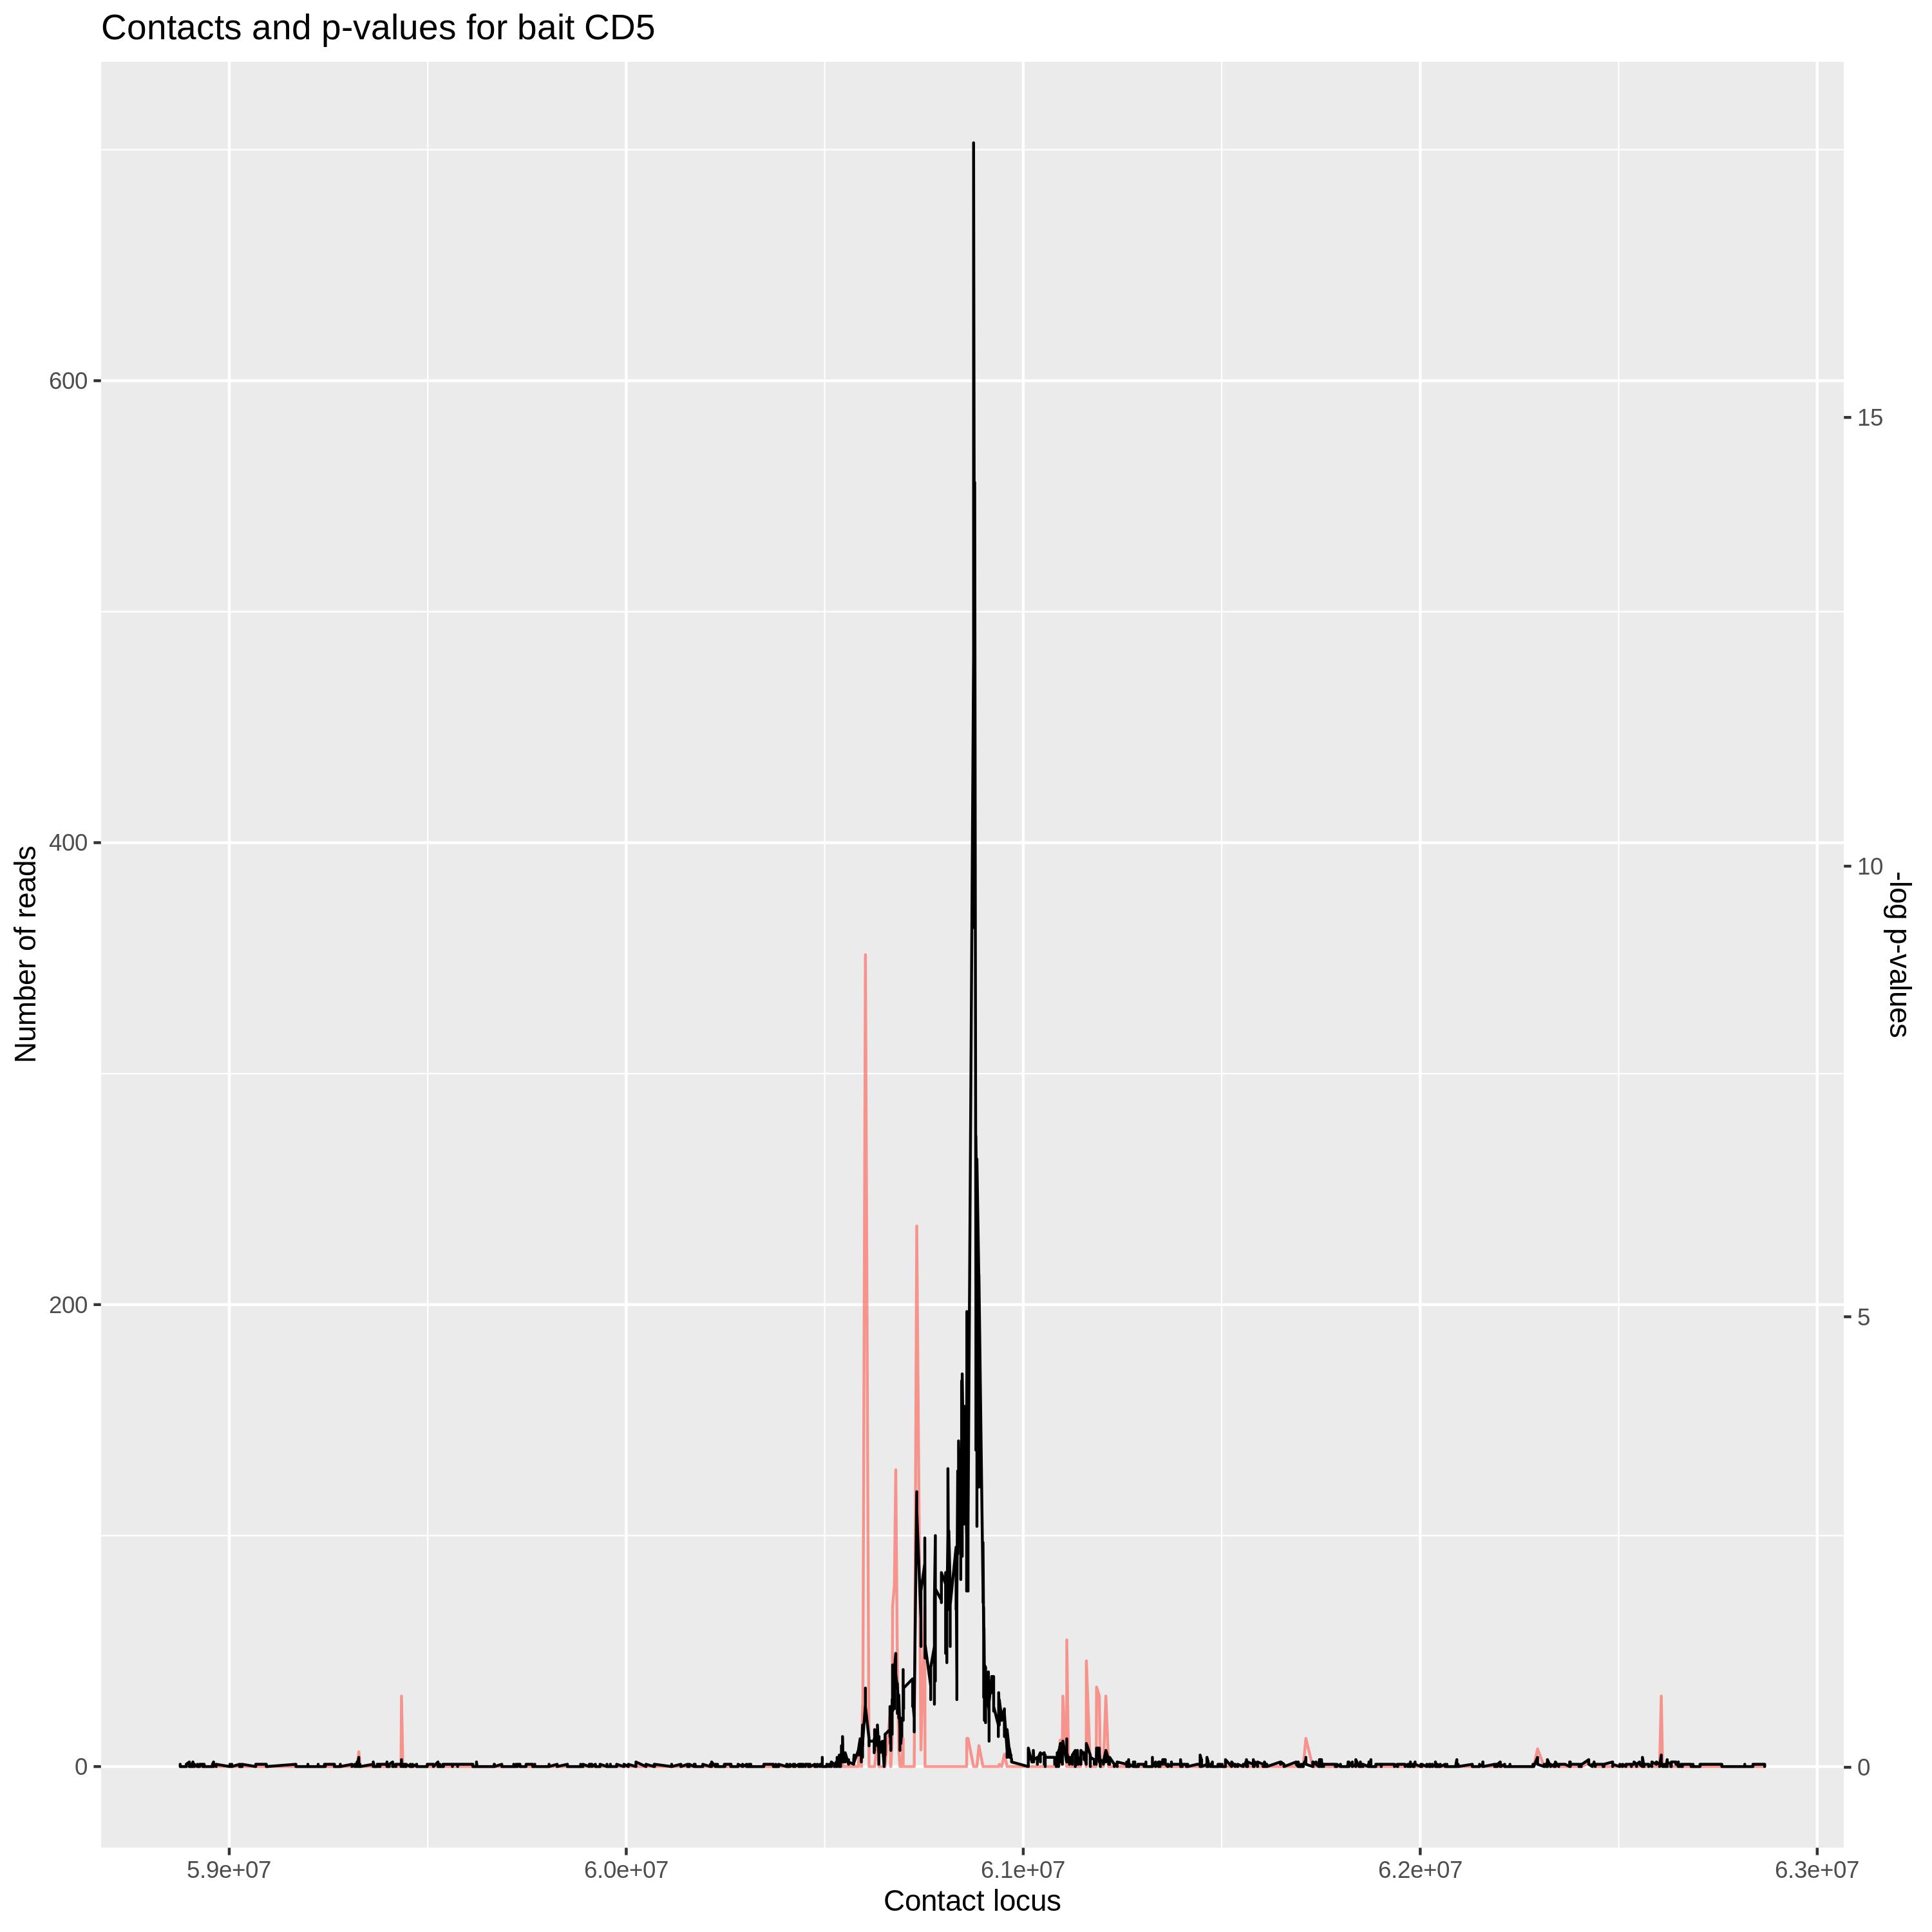 Contacts and p-values for bait CD5
Number of reads
600
400
200
0
15
10
5
0
-log p-values
5.9e+07
6.0e+07
6.1e+07
6.2e+07
6.3e+07
Contact locus